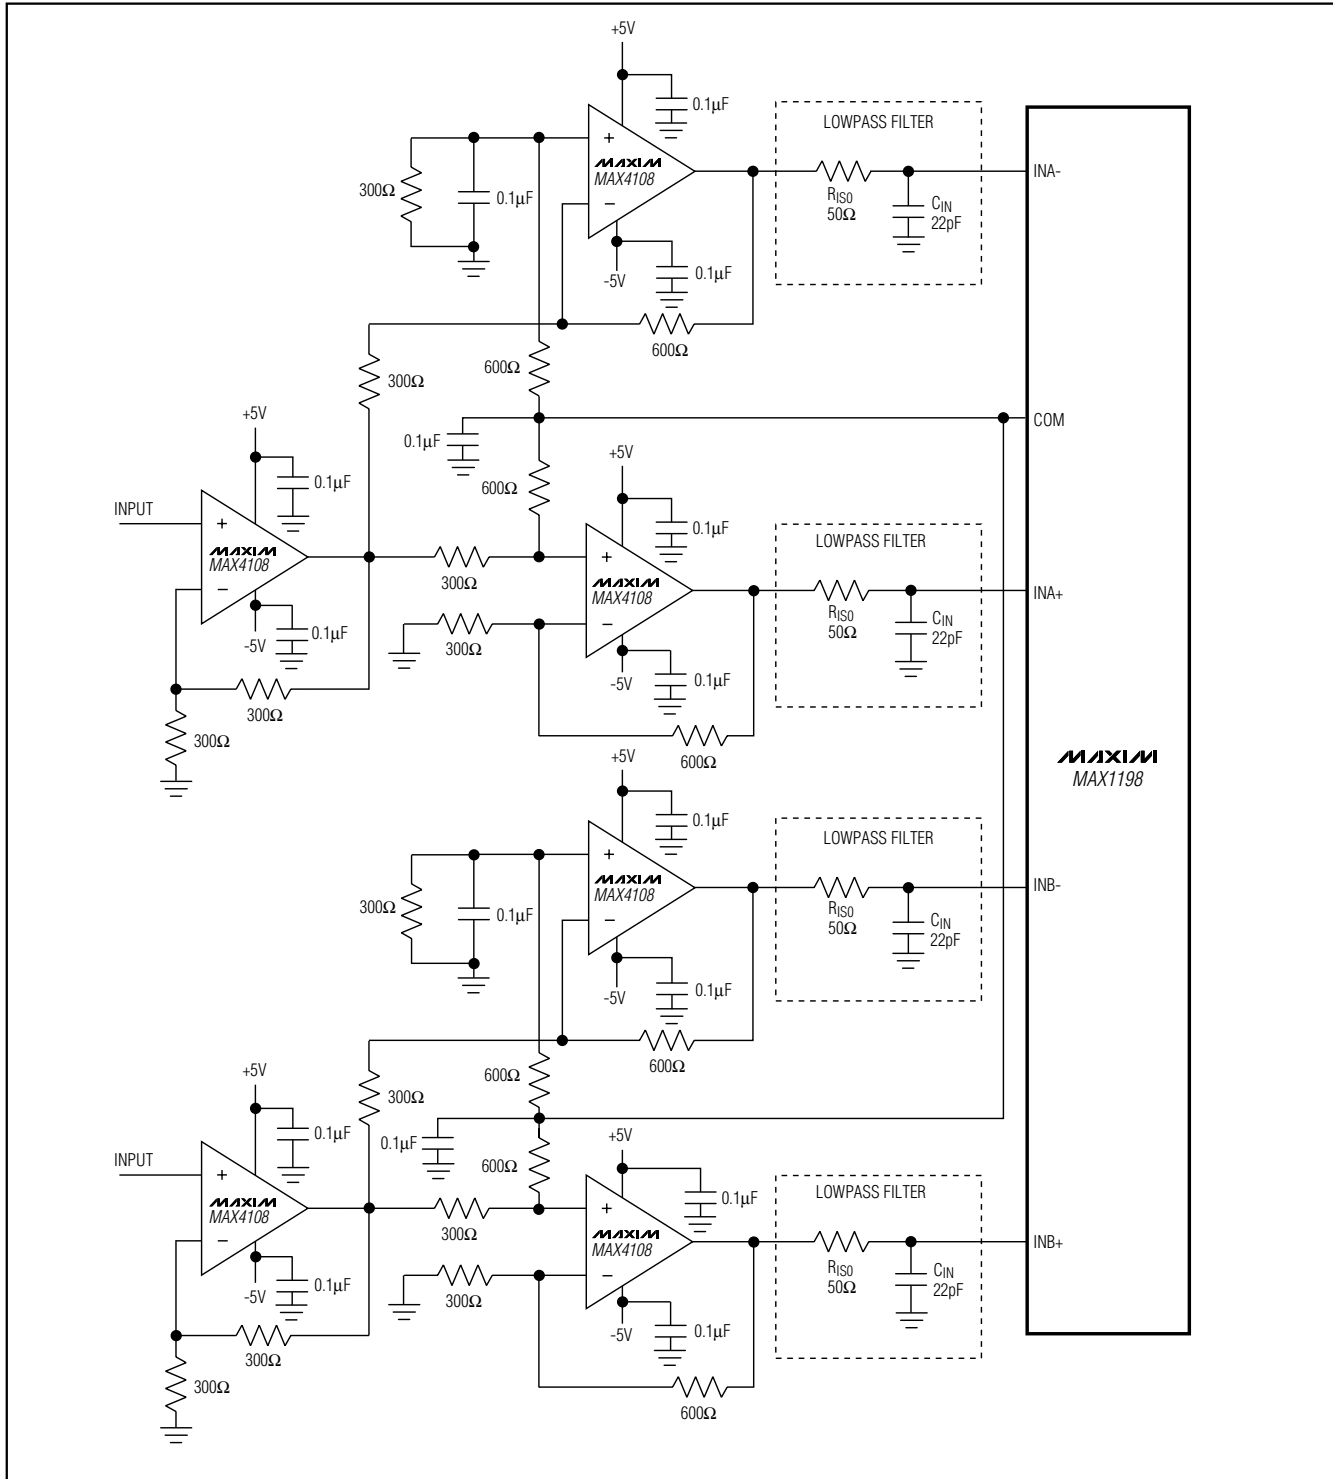 +5V
0.1µF
LOWPASS FILTER
+
MAXIM
MAX4108
300Ω
0.1µF
−
RISO
50Ω
CIN
22pF
INA-
-5V
0.1µF
600Ω
300Ω
600Ω
COM
+5V
0.1µF
0.1µF
600Ω
+5V
0.1µF
INPUT
+
MAXIM
MAX4108
−
-5V
0.1µF
300Ω
300Ω
300Ω
+
MAXIM
MAX4108
−
300Ω
-5V
0.1µF
600Ω
LOWPASS FILTER
RISO
50Ω
CIN
22pF
INA+
MAXIM
MAX1198
+5V
0.1µF
LOWPASS FILTER
+
MAXIM
MAX4108
300Ω
0.1µF
−
RISO
50Ω
CIN
22pF
INB-
-5V
0.1µF
600Ω
300Ω
600Ω
+5V
0.1µF
0.1µF
600Ω
+5V
0.1µF
INPUT
+
MAXIM
MAX4108
−
-5V
0.1µF
300Ω
300Ω
300Ω
+
MAXIM
MAX4108
−
300Ω
-5V
0.1µF
600Ω
LOWPASS FILTER
RISO
50Ω
CIN
22pF
INB+